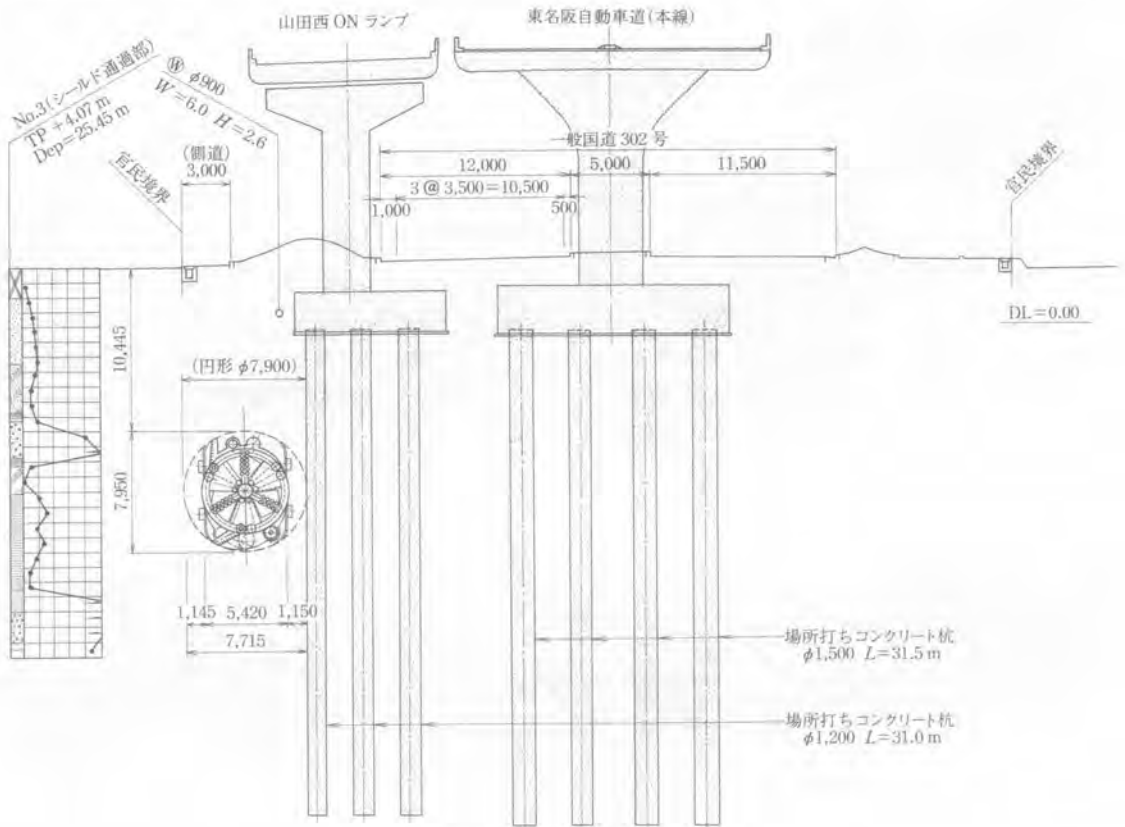 山田西 ON ランプ
東名阪自動車道(本線)
No.3(シールド通過部)
TP +4.07 m
Dep=25.45 m
Ⓦ φ900
W=6.0 H=2.6
官民境界
(側道)
3,000
一般国道 302 号
12,000
5,000
11,500
3 @ 3,500=10,500
1,000
500
官民境界
DL=0.00
10,445
(円形 φ7,900)
7,950
1,145
5,420
1,150
7,715
場所打ちコンクリート杭
φ1,500 L=31.5 m
場所打ちコンクリート杭
φ1,200 L=31.0 m